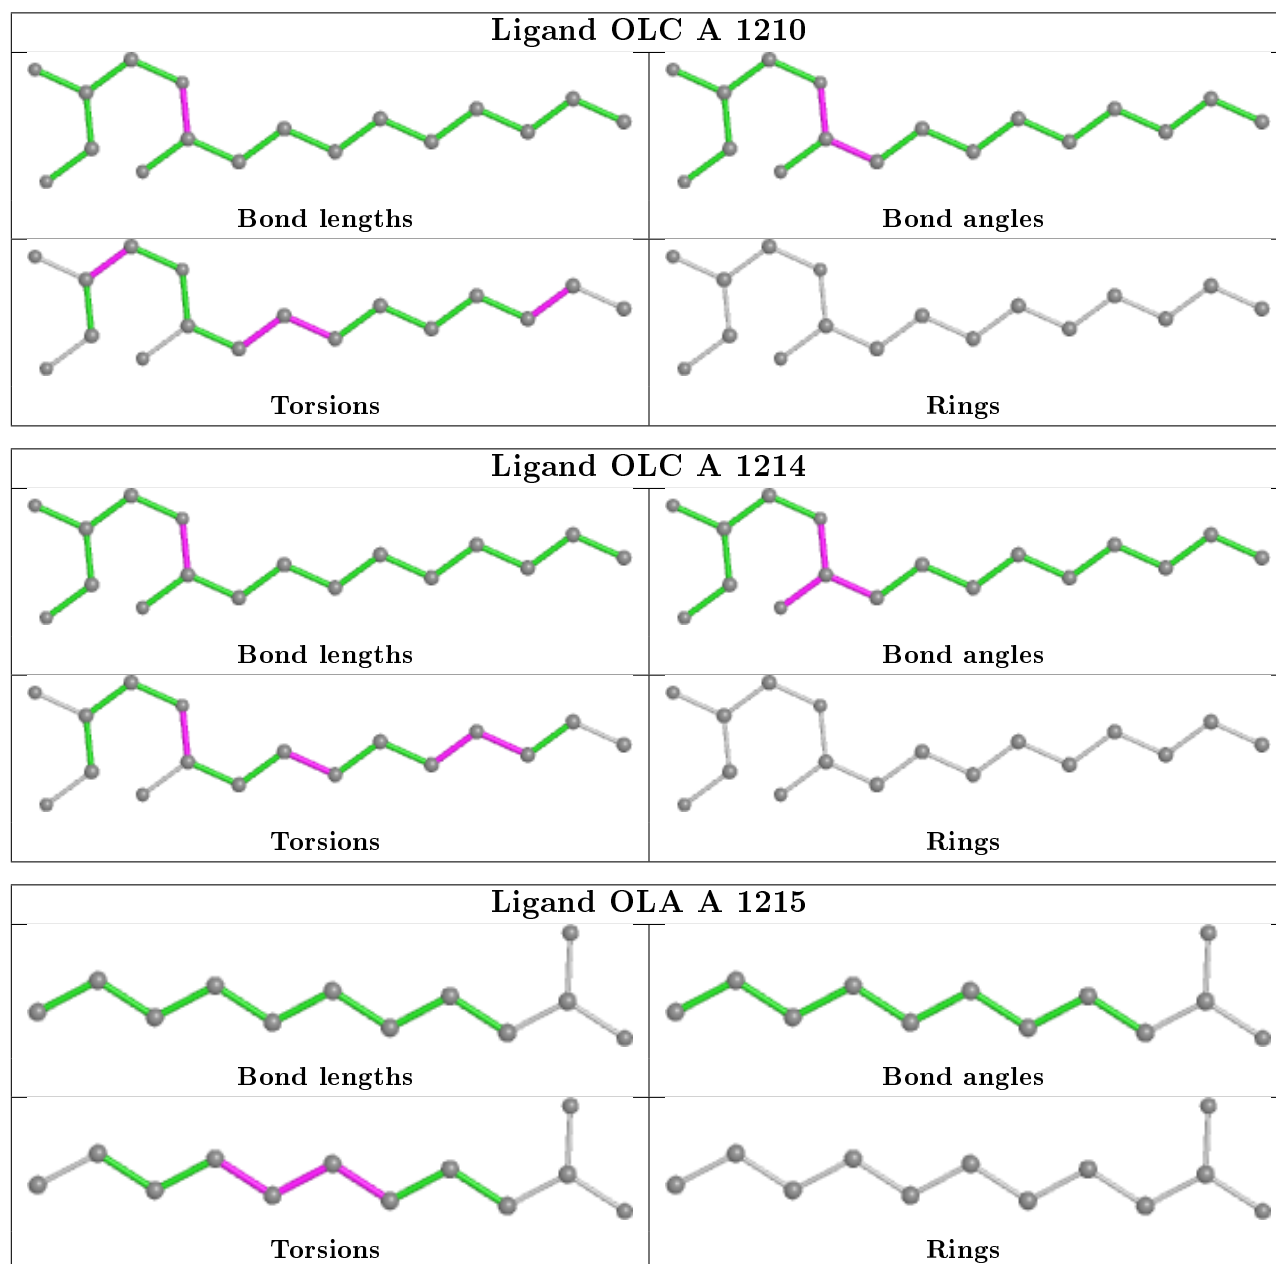 Ligand OLC A 1210
Bond lengths
Bond angles
Torsions
Rings
Ligand OLC A 1214
Bond lengths
Bond angles
Torsions
Rings
Ligand OLA A 1215
Bond lengths
Bond angles
Torsions
Rings